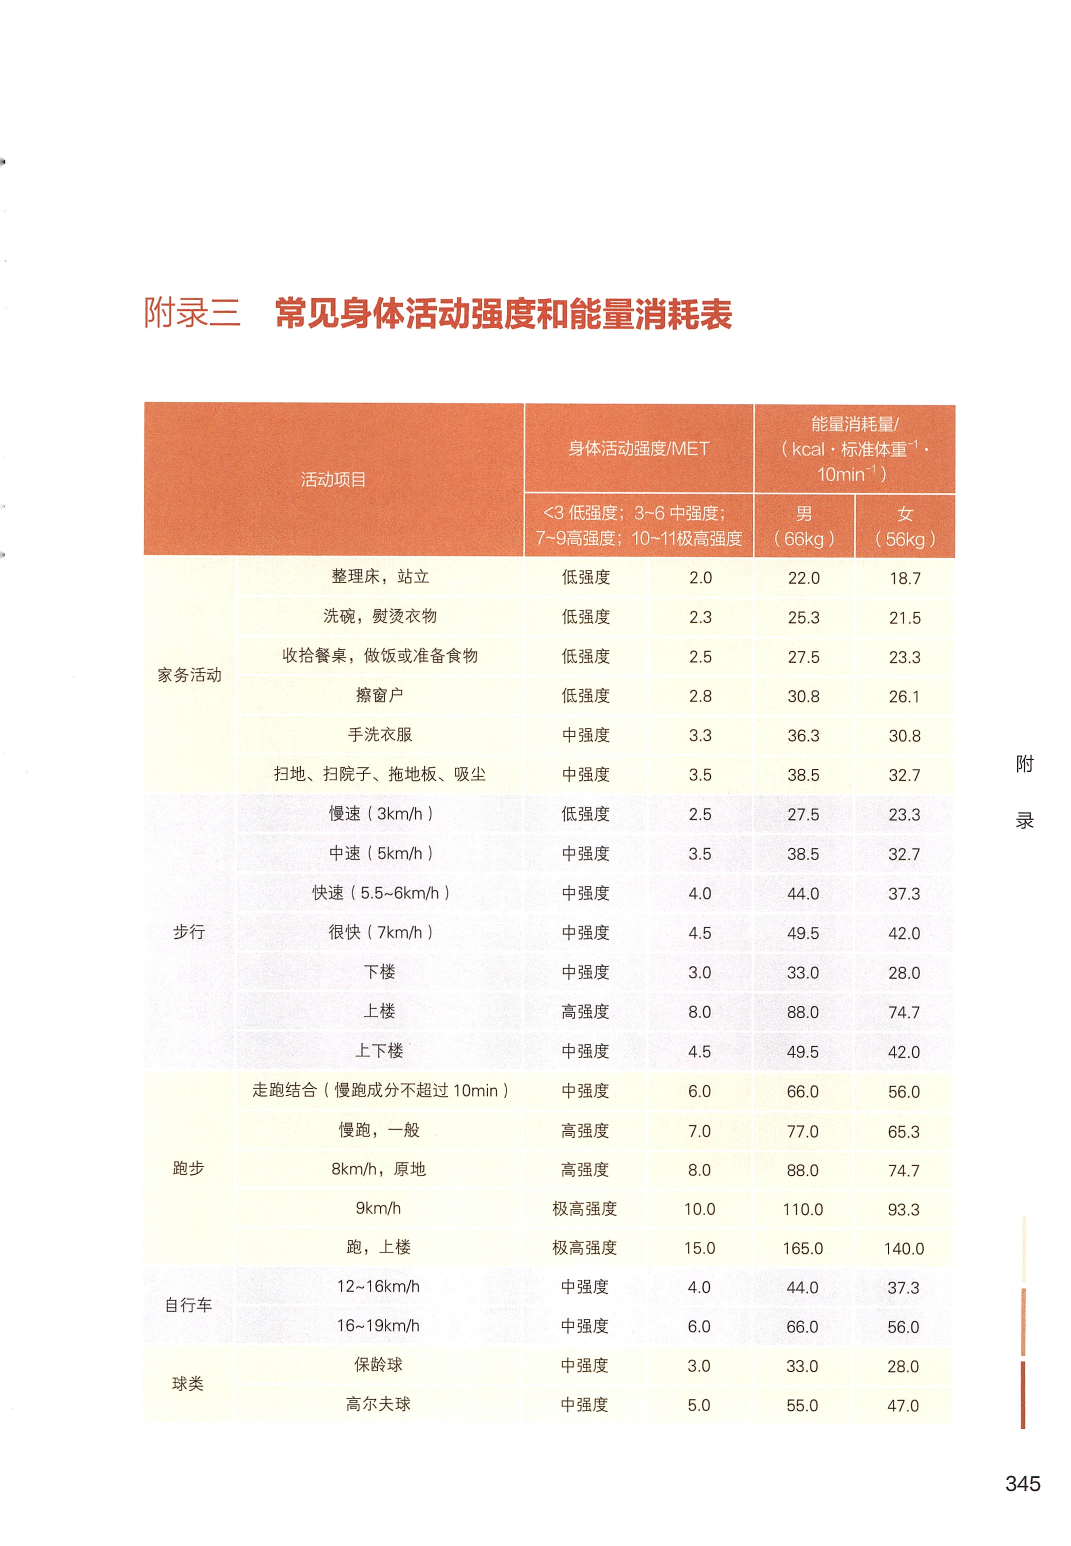 附录三 常见身体活动强度和能量消耗表
活动项目 身体活动强度/MET 能量消耗量/
（kcal·标准体重⁻¹·
10min⁻¹）
<3 低强度；3~6 中强度； 男 女
7~9高强度；10~11极高强度 （66kg） （56kg）
家务活动
整理床，站立 低强度 2.0 22.0 18.7
洗碗，熨烫衣物 低强度 2.3 25.3 21.5
收拾餐桌，做饭或准备食物 低强度 2.5 27.5 23.3
擦窗户 低强度 2.8 30.8 26.1
手洗衣服 中强度 3.3 36.3 30.8
扫地、扫院子、拖地板、吸尘 中强度 3.5 38.5 32.7
步行
慢速（3km/h） 低强度 2.5 27.5 23.3
中速（5km/h） 中强度 3.5 38.5 32.7
快速（5.5~6km/h） 中强度 4.0 44.0 37.3
很快（7km/h） 中强度 4.5 49.5 42.0
下楼 中强度 3.0 33.0 28.0
上楼 高强度 8.0 88.0 74.7
上下楼 中强度 4.5 49.5 42.0
跑步
走跑结合（慢跑成分不超过 10min） 中强度 6.0 66.0 56.0
慢跑，一般 高强度 7.0 77.0 65.3
8km/h，原地 高强度 8.0 88.0 74.7
9km/h 极高强度 10.0 110.0 93.3
跑，上楼 极高强度 15.0 165.0 140.0
自行车
12~16km/h 中强度 4.0 44.0 37.3
16~19km/h 中强度 6.0 66.0 56.0
球类
保龄球 中强度 3.0 33.0 28.0
高尔夫球 中强度 5.0 55.0 47.0
附
录
345